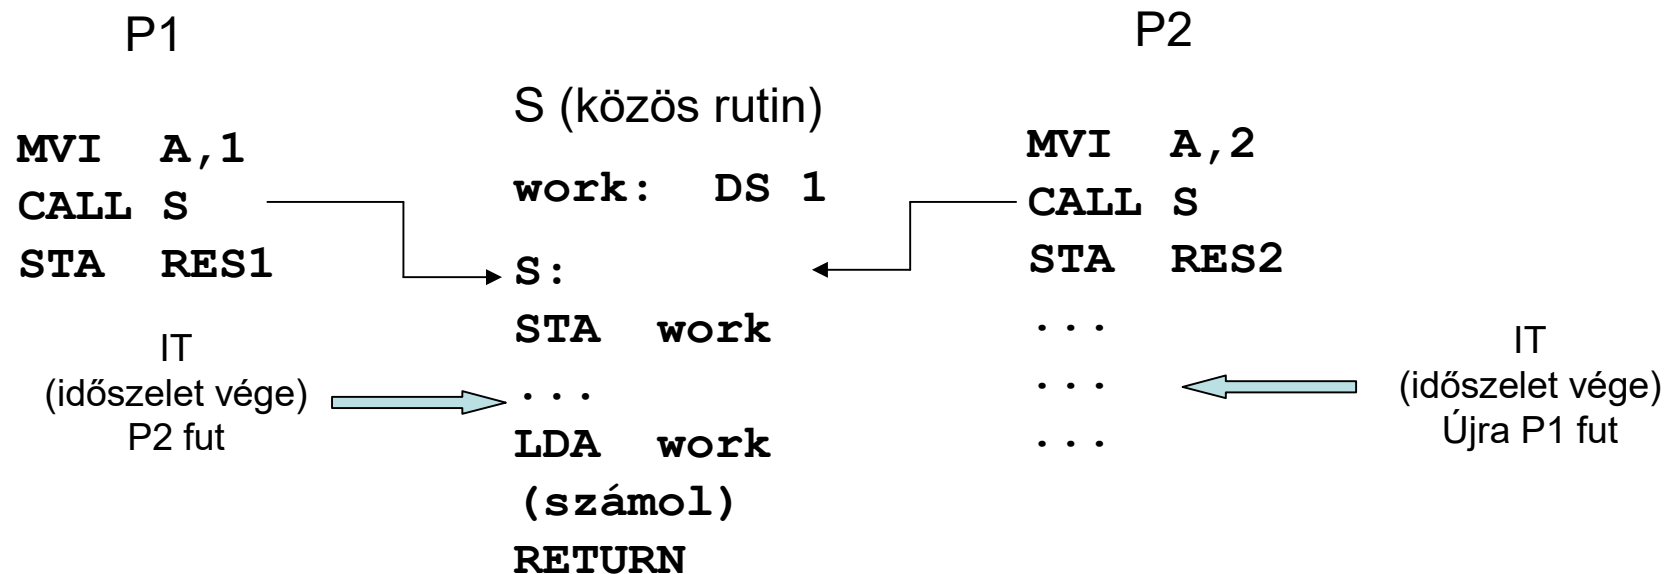 P1
MVI A,1
CALL S
STA RES1
IT
(időszelet vége)
P2 fut
S (közös rutin)
work: DS 1
S:
STA work
...
LDA work
(számol)
RETURN
P2
MVI A,2
CALL S
STA RES2
...
...
...
IT
(időszelet vége)
Újra P1 fut